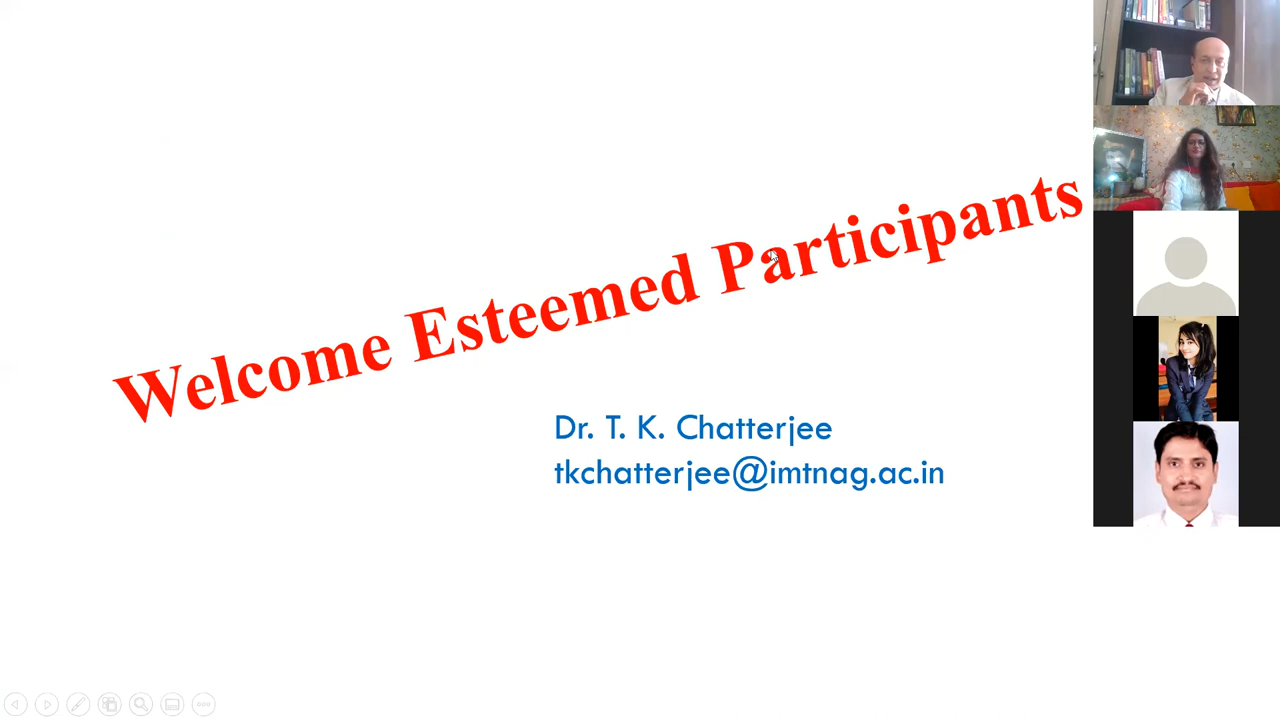 Welcome Esteemed Participants
Dr. T. K. Chatterjee
tkchatterjee@imtnag.ac.in